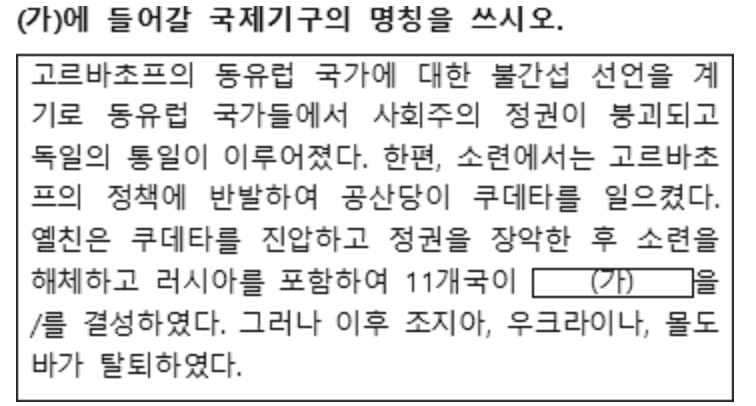 (가)에 들어갈 국제기구의 명칭을 쓰시오.
고르바초프의 동유럽 국가에 대한 불간섭 선언을 계
기로 동유럽 국가들에서 사회주의 정권이 붕괴되고
독일의 통일이 이루어졌다. 한편, 소련에서는 고르바초
프의 정책에 반발하여 공산당이 쿠데타를 일으켰다.
옐친은 쿠데타를 진압하고 정권을 장악한 후 소련을
해체하고 러시아를 포함하여 11개국이 (가) 을
/를 결성하였다. 그러나 이후 조지아, 우크라이나, 몰도
바가 탈퇴하였다.